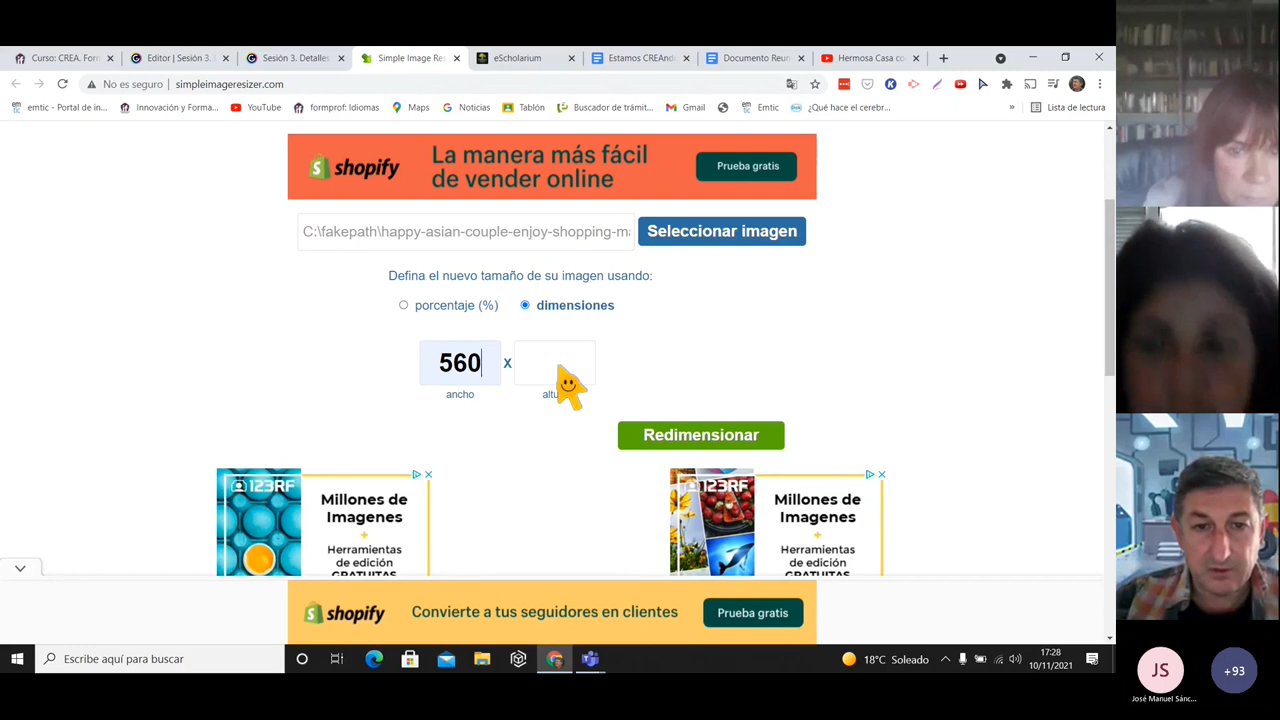 Curso: CREA. For
Editor | Sesión 3.
Sesión 3. Detalles
Simple Image Res
eScholarium
Estamos CREAnd
Documento Reun
Hermosa Casa co
No es seguro | simpleimageresizer.com
emtic - Portal de in...
Innovación y Forma...
YouTube
formprof: Idiomas
Maps
Noticias
Tablón
Buscador de trámit...
Gmail
Emtic
¿Qué hace el cerebr...
»
Lista de lectura
shopify
La manera más fácil
de vender online
Prueba gratis
C:\fakepath\happy-asian-couple-enjoy-shopping-m
Seleccionar imagen
Defina el nuevo tamaño de su imagen usando:
porcentaje (%)
dimensiones
560
X
ancho
altu
Redimensionar
123RF
Millones de
Imagenes
+
Herramientas
de edición
GRATUITAS
123RF
Millones de
Imagenes
+
Herramientas
de edición
GRATUITAS
shopify
Convierte a tus seguidores en clientes
Prueba gratis
Escribe aquí para buscar
18°C Soleado
17:28
10/11/2021
JS
José Manuel Sánc...
+93